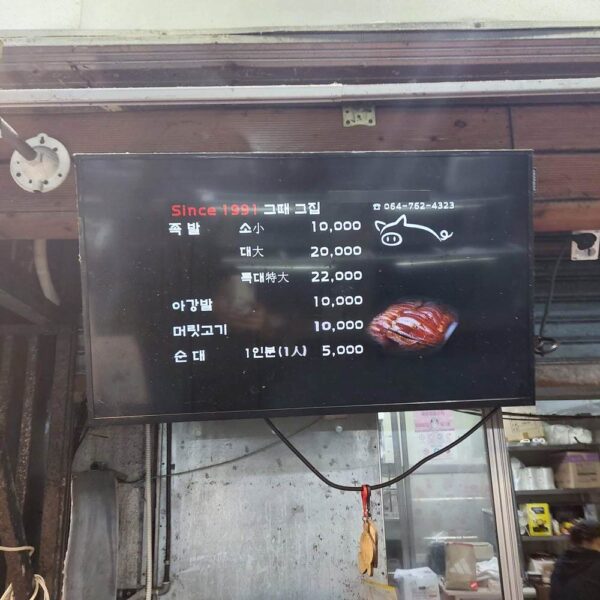 Since 1991 그때 그집 ☎ 064-762-4323
족발 소小 10,000
대大 20,000
특대特大 22,000
아강발 10,000
머릿고기 10,000
순대 1인분(1人) 5,000